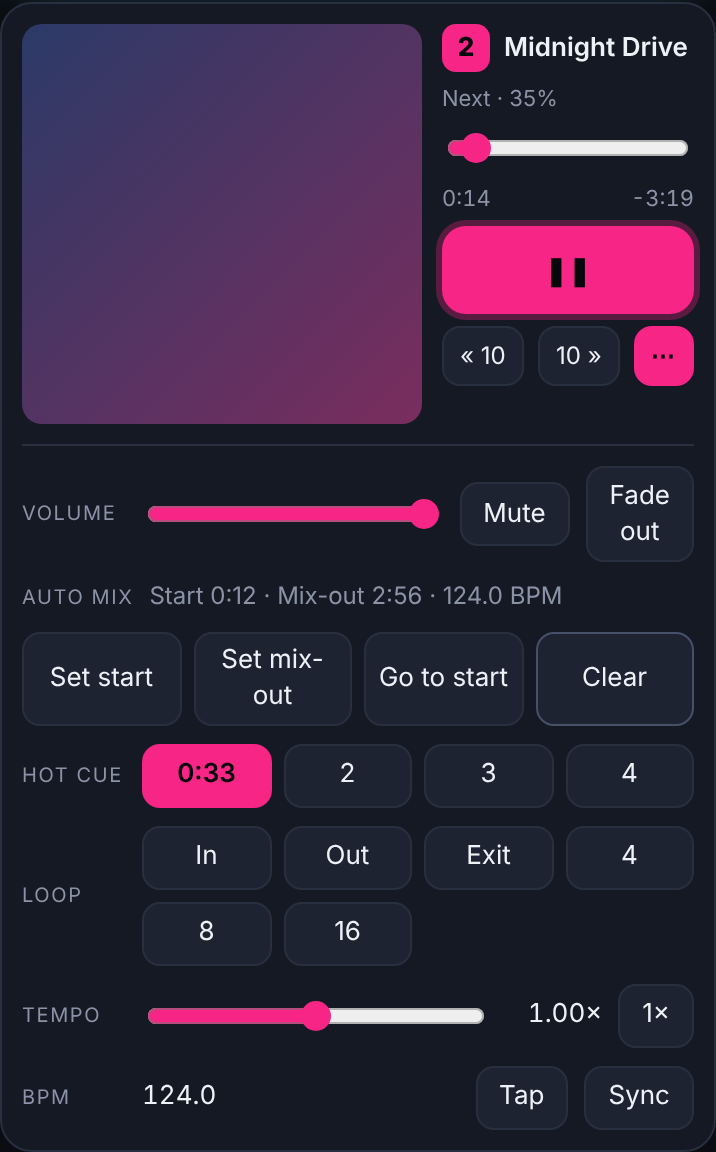 2 Midnight Drive
Next · 35%
0:14 -3:19
« 10 10 » ...
VOLUME Mute Fade
out
AUTO MIX Start 0:12 · Mix-out 2:56 · 124.0 BPM
Set start Set mix-
out Go to start Clear
HOT CUE 0:33 2 3 4
LOOP In Out Exit 4
8 16
TEMPO 1.00× 1×
BPM 124.0 Tap Sync